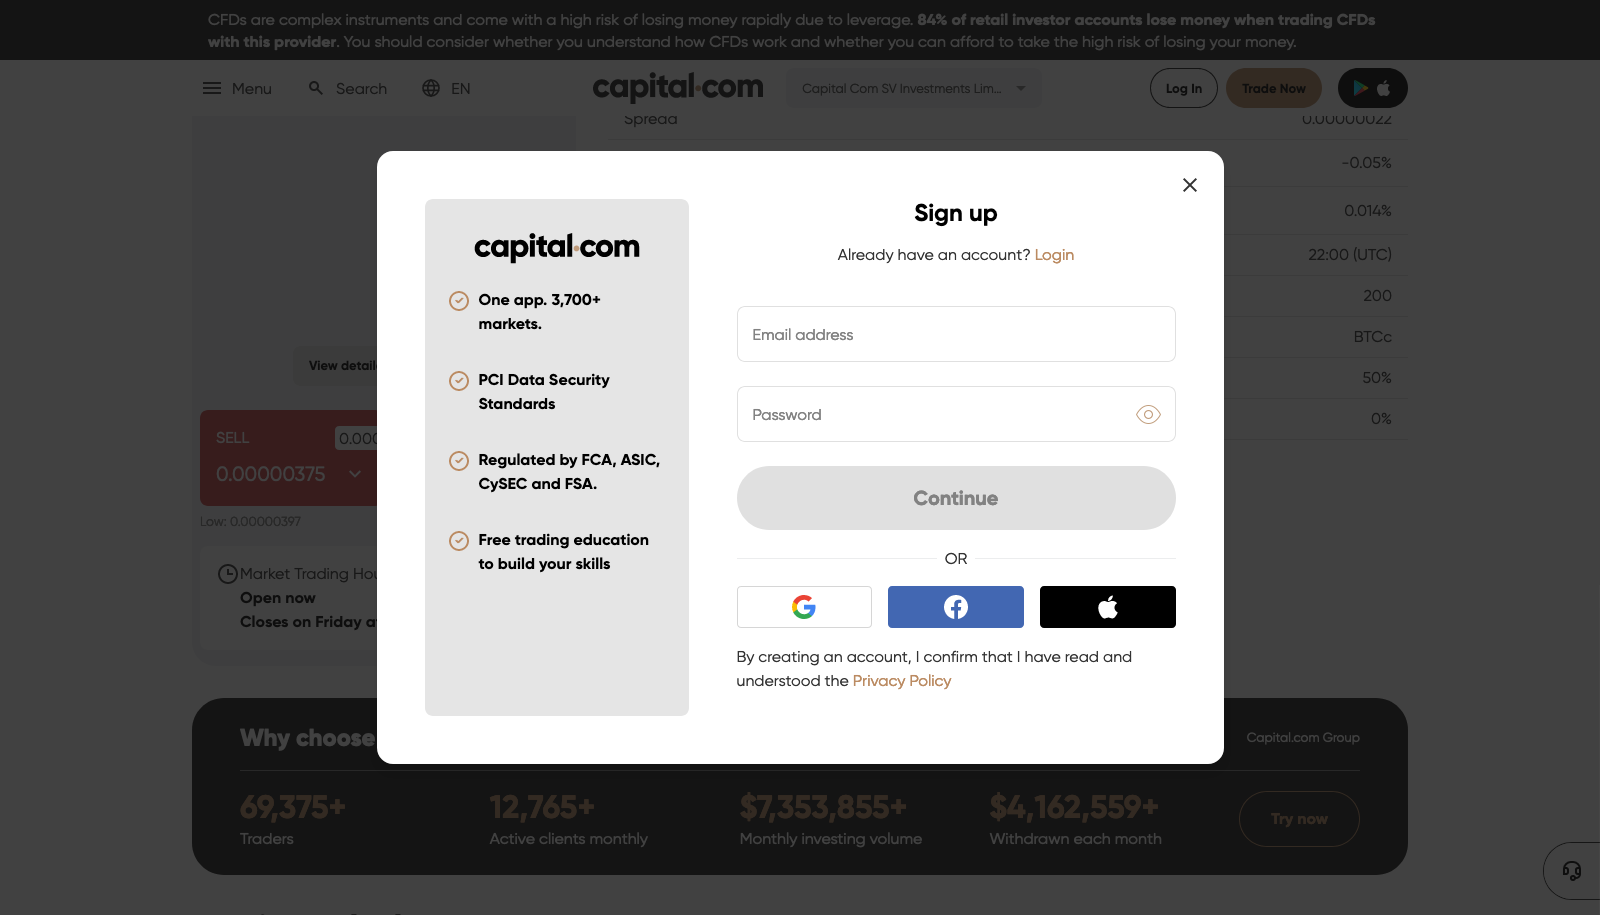 CFDs are complex instruments and come with a high risk of losing money rapidly due to leverage. 84% of retail investor accounts lose money when trading CFDs
with this provider. You should consider whether you understand how CFDs work and whether you can afford to take the high risk of losing your money.
Menu Search EN capital.com Capital Com SV Investments Lim... Log In Trade Now
Spread 0.00000022
-0.05%
0.014%
22:00 (UTC)
200
BTCc
50%
0%
View detail
SELL 0.000
0.00000375
Low: 0.00000397
Market Trading Hou
Open now
Closes on Friday at
capital.com
One app. 3,700+
markets.
PCI Data Security
Standards
Regulated by FCA, ASIC,
CySEC and FSA.
Free trading education
to build your skills
Sign up
Already have an account? Login
Email address
Password
Continue
OR
By creating an account, I confirm that I have read and
understood the Privacy Policy
Why choose Capital.com Group
69,375+ 12,765+ $7,353,855+ $4,162,559+ Try now
Traders Active clients monthly Monthly investing volume Withdrawn each month